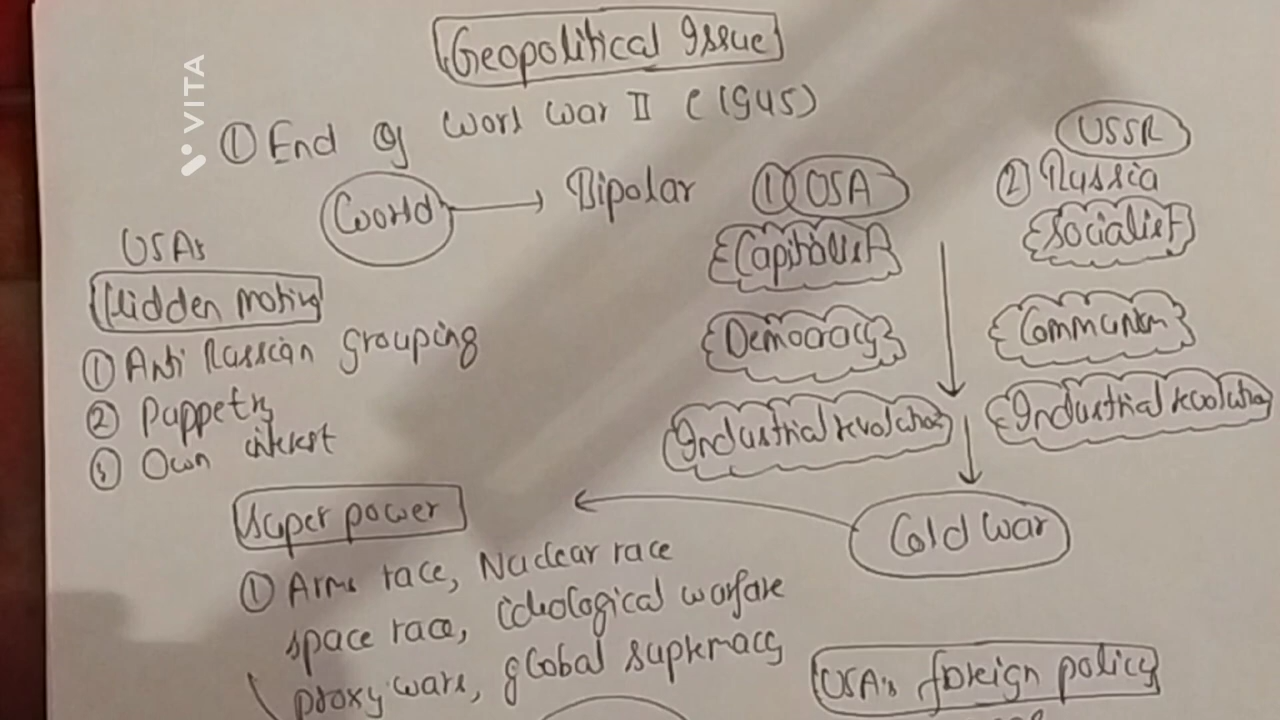 VITA
Geopolitical Issue
① End of Worl War II (1945)
World → Bipolar ① USA
USSR
② Russia
Capitalist
Socialist
Democracy
Communism
Industrial revolution
Industrial revolution
Cold War
USA's
Hidden motive
① Anti Russian grouping
② Puppetry
③ Own interest
Super power
① Arms race, Nuclear race
space race, ideological warfare
proxy wars, global supremacy
USA's foreign policy